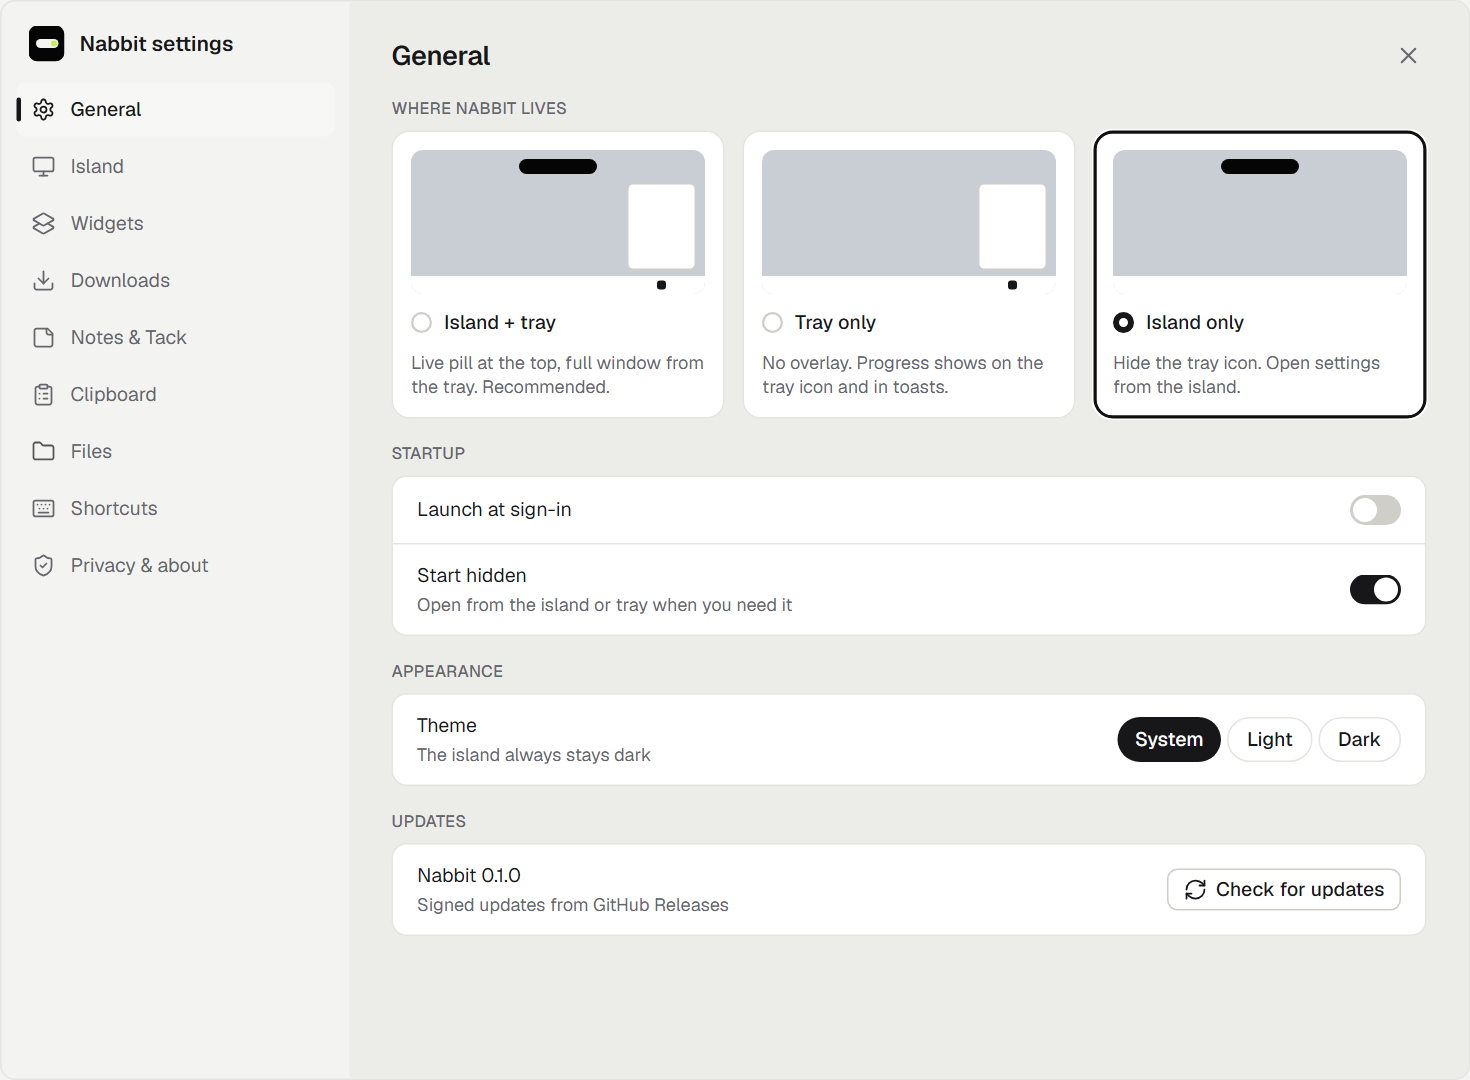 Nabbit settings
General
Island
Widgets
Downloads
Notes & Tack
Clipboard
Files
Shortcuts
Privacy & about
General
WHERE NABBIT LIVES
Island + tray
Live pill at the top, full window from
the tray. Recommended.
Tray only
No overlay. Progress shows on the
tray icon and in toasts.
Island only
Hide the tray icon. Open settings
from the island.
STARTUP
Launch at sign-in
Start hidden
Open from the island or tray when you need it
APPEARANCE
Theme
The island always stays dark
System
Light
Dark
UPDATES
Nabbit 0.1.0
Signed updates from GitHub Releases
Check for updates